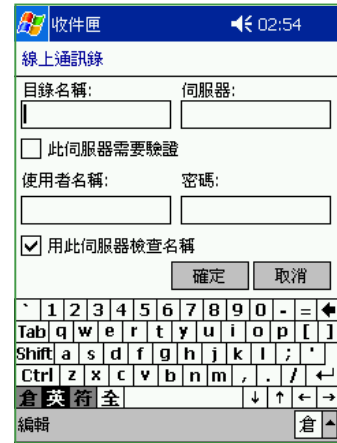 收件匣 02:54
線上通訊錄
目錄名稱: 伺服器:
此伺服器需要驗證
使用者名稱: 密碼:
用此伺服器檢查名稱
確定 取消
` 1 2 3 4 5 6 7 8 9 0 - = ←
Tab q w e r t y u i o p [ ]
Shift a s d f g h j k l ; '
Ctrl z x c v b n m , . / ↵
倉 英 符 全 ↓ ↑ ← →
編輯 倉